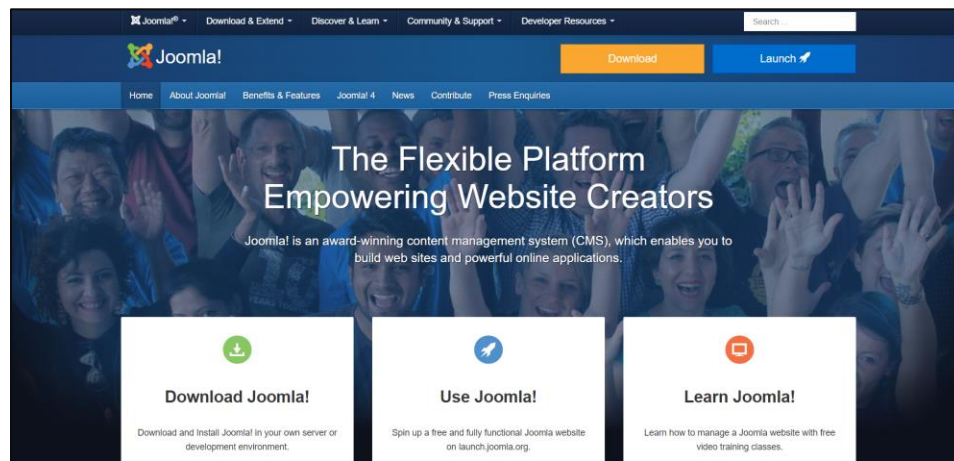 Joomla!® Download & Extend Discover & Learn Community & Support Developer Resources Search...
Joomla! Download Launch
Home About Joomla! Benefits & Features Joomla! 4 News Contribute Press Enquiries
The Flexible Platform
Empowering Website Creators
Joomla! is an award-winning content management system (CMS), which enables you to
build web sites and powerful online applications.
Download Joomla!
Download and Install Joomla! in your own server or
development environment.
Use Joomla!
Spin up a free and fully functional Joomla website
on launch.joomla.org.
Learn Joomla!
Learn how to manage a Joomla website with free
video training classes.